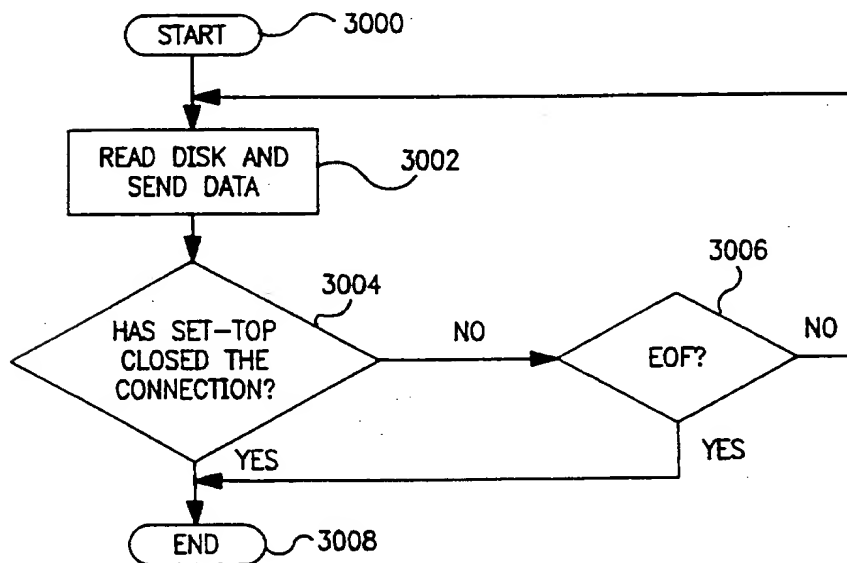 START
3000
READ DISK AND
SEND DATA
3002
HAS SET-TOP
CLOSED THE
CONNECTION?
3004
NO
EOF?
3006
NO
YES
YES
END
3008